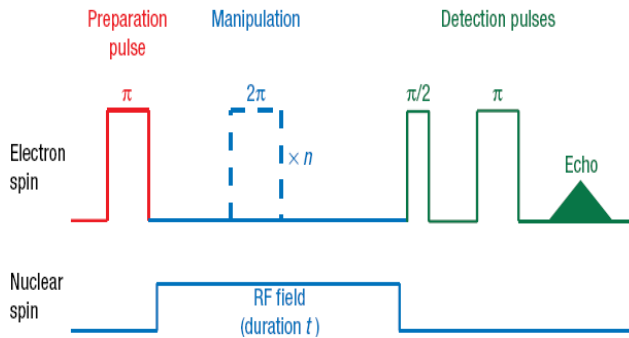 Preparation
pulse
Manipulation
Detection pulses
π
2π
π/2
π
× n
Electron
spin
Echo
Nuclear
spin
RF field
(duration t )